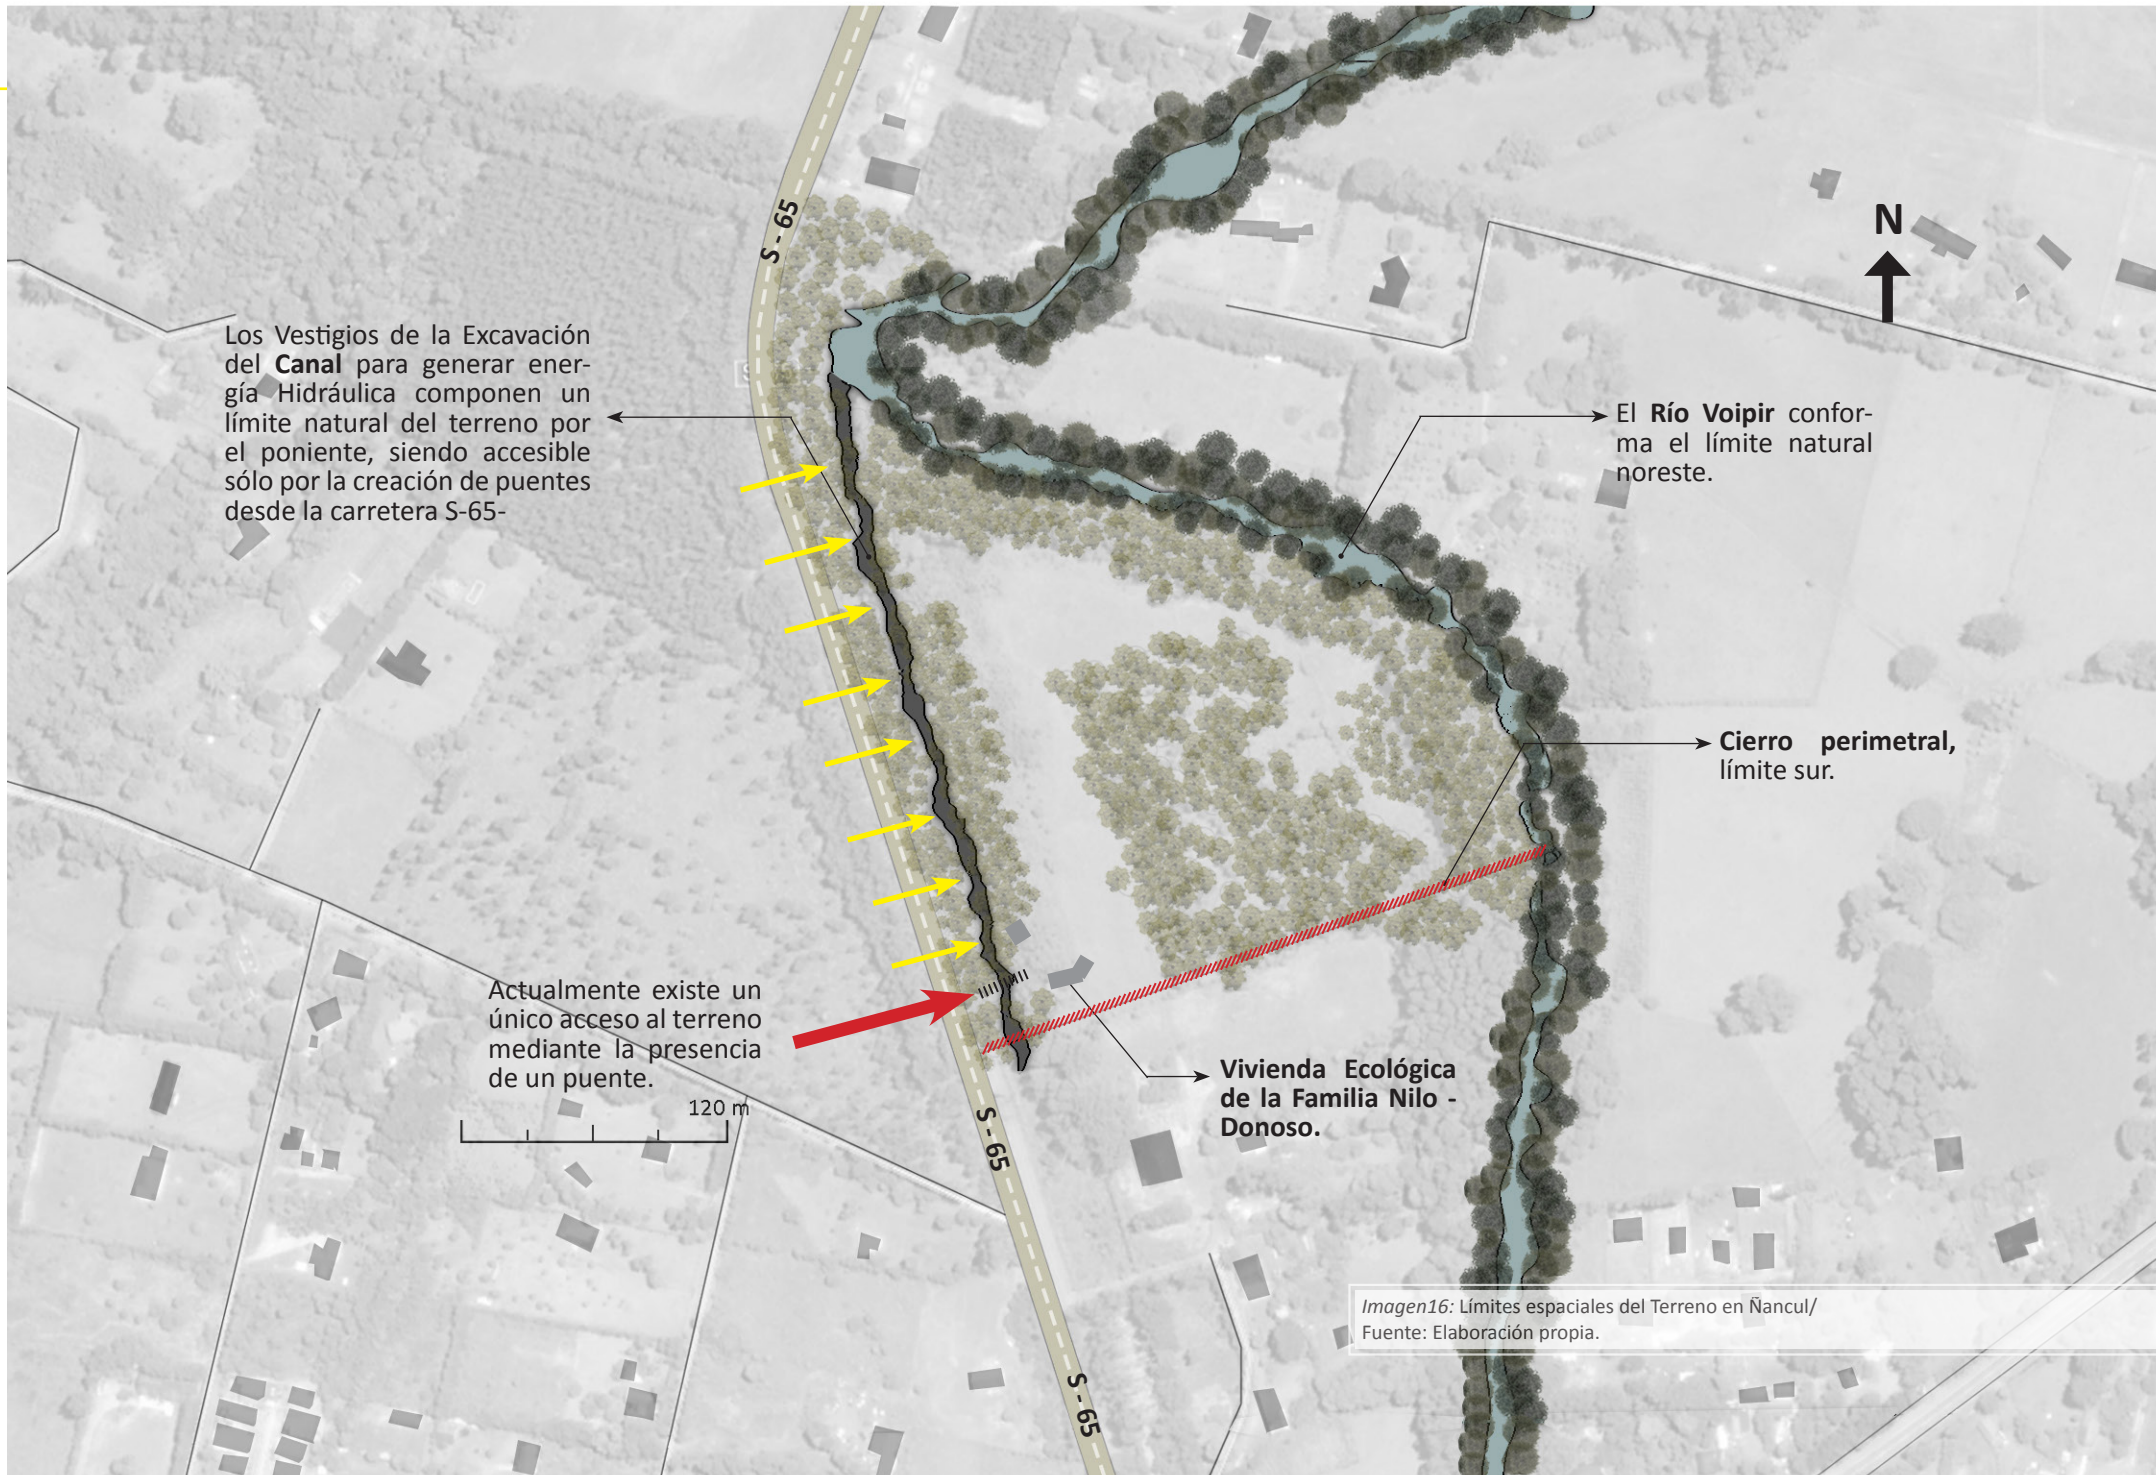 S - 65
N
Los Vestigios de la Excavación
del Canal para generar ener-
gía Hidráulica componen un
límite natural del terreno por
el poniente, siendo accesible
sólo por la creación de puentes
desde la carretera S-65-
El Río Voipir confor-
ma el límite natural
noreste.
Cierro perimetral,
límite sur.
Actualmente existe un
único acceso al terreno
mediante la presencia
de un puente.
120 m
Vivienda Ecológica
de la Familia Nilo -
Donoso.
S - 65
S - 65
Imagen16: Límites espaciales del Terreno en Ñancul/
Fuente: Elaboración propia.